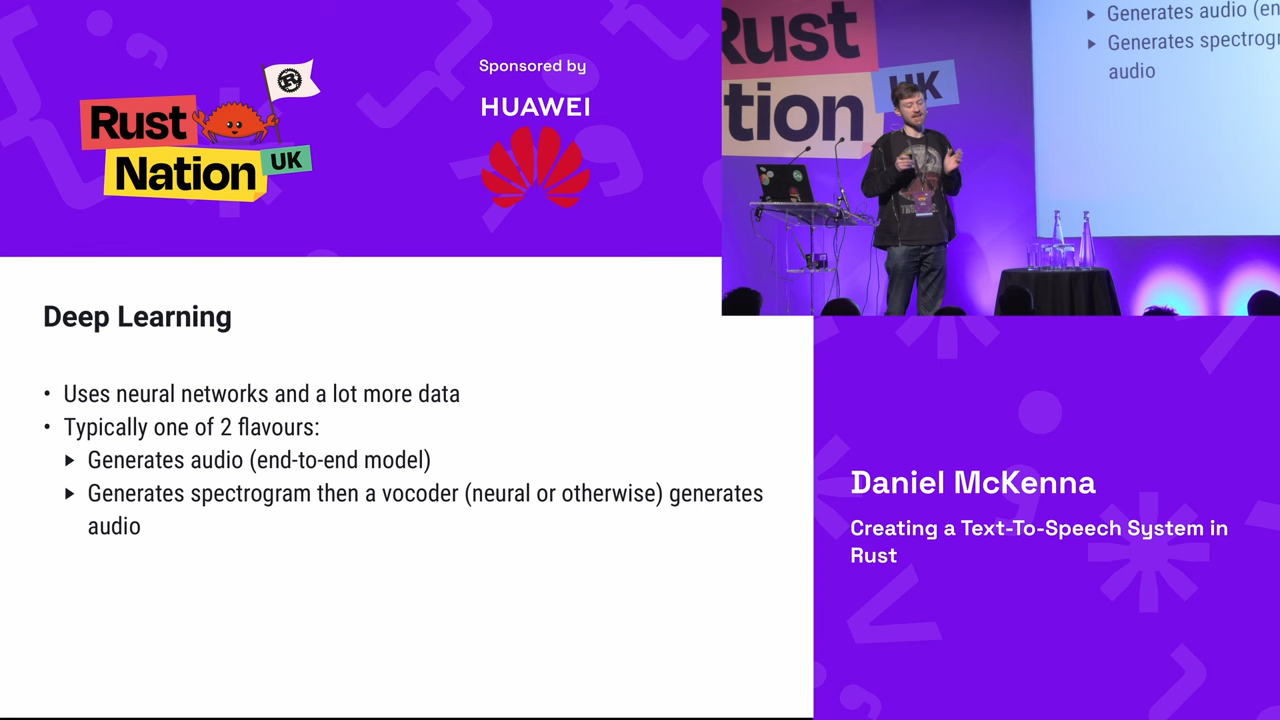 Rust
Nation
UK
Sponsored by
HUAWEI
Rust
tion
UK
Generates audio (en
Generates spectrogr
audio
Deep Learning
• Uses neural networks and a lot more data
• Typically one of 2 flavours:
▶ Generates audio (end-to-end model)
▶ Generates spectrogram then a vocoder (neural or otherwise) generates
audio
Daniel McKenna
Creating a Text-To-Speech System in
Rust